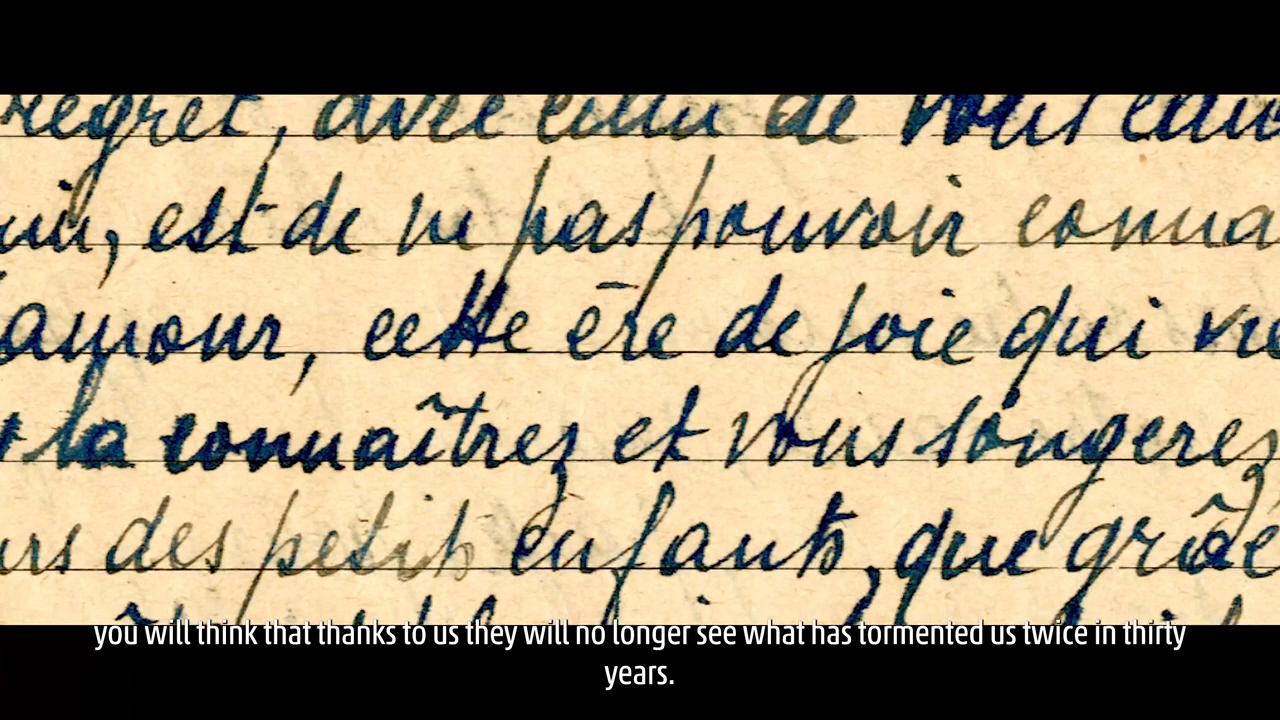 regret, avec celui de vous
est de ne pas pouvoir
amour, cette ère de joie qui
la connaîtrez et vous songerez
des petits enfants, que grâce
you will think that thanks to us they will no longer see what has tormented us twice in thirty
years.